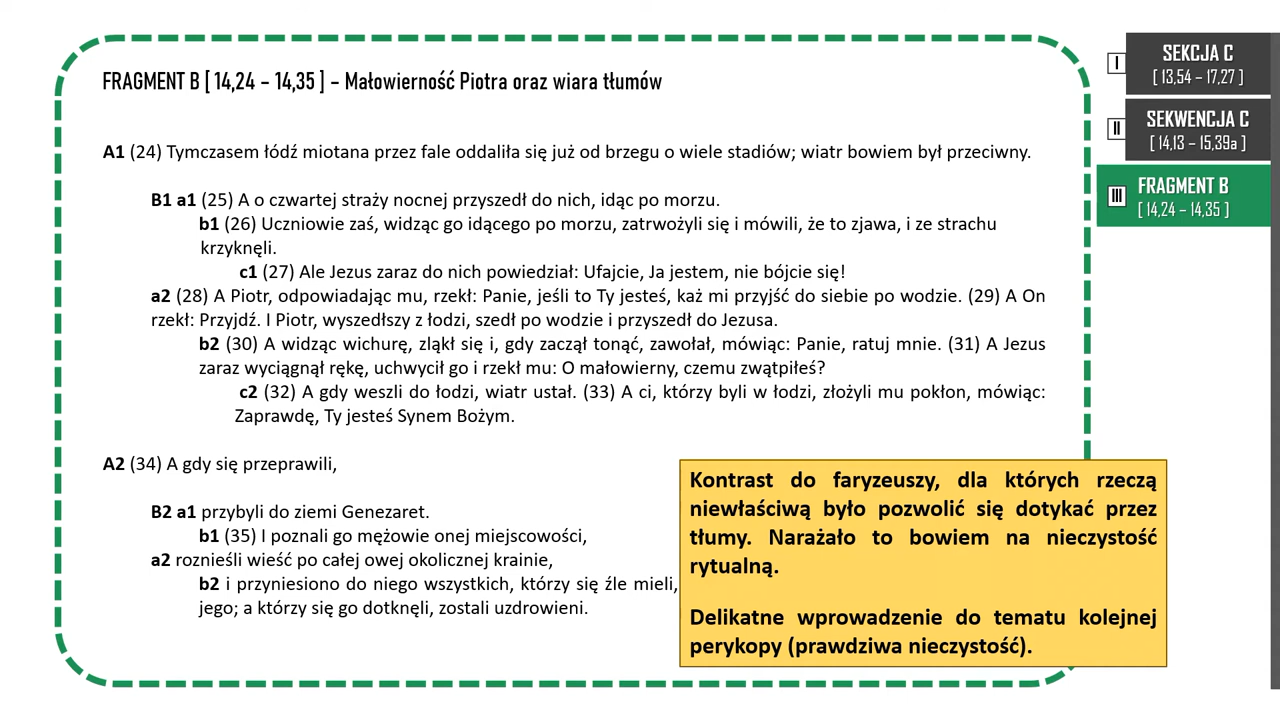 FRAGMENT B [ 14,24 – 14,35 ] – Małowierność Piotra oraz wiara tłumów
A1 (24) Tymczasem łódź miotana przez fale oddaliła się już od brzegu o wiele stadiów; wiatr bowiem był przeciwny.
B1 a1 (25) A o czwartej straży nocnej przyszedł do nich, idąc po morzu.
b1 (26) Uczniowie zaś, widząc go idącego po morzu, zatrwożyli się i mówili, że to zjawa, i ze strachu
krzyknęli.
c1 (27) Ale Jezus zaraz do nich powiedział: Ufajcie, Ja jestem, nie bójcie się!
a2 (28) A Piotr, odpowiadając mu, rzekł: Panie, jeśli to Ty jesteś, każ mi przyjść do siebie po wodzie. (29) A On
rzekł: Przyjdź. I Piotr, wyszedłszy z łodzi, szedł po wodzie i przyszedł do Jezusa.
b2 (30) A widząc wichurę, zląkł się i, gdy zaczął tonąć, zawołał, mówiąc: Panie, ratuj mnie. (31) A Jezus
zaraz wyciągnął rękę, uchwycił go i rzekł mu: O małowierny, czemu zwątpiłeś?
c2 (32) A gdy weszli do łodzi, wiatr ustał. (33) A ci, którzy byli w łodzi, złożyli mu pokłon, mówiąc:
Zaprawdę, Ty jesteś Synem Bożym.
A2 (34) A gdy się przeprawili,
B2 a1 przybyli do ziemi Genezaret.
b1 (35) I poznali go mężowie onej miejscowości,
a2 roznieśli wieść po całej owej okolicznej krainie,
b2 i przyniesiono do niego wszystkich, którzy się źle mieli,
jego; a którzy się go dotknęli, zostali uzdrowieni.
Kontrast do faryzeuszy, dla których rzeczą
niewłaściwą było pozwolić się dotykać przez
tłumy. Narażało to bowiem na nieczystość
rytualną.
Delikatne wprowadzenie do tematu kolejnej
perykopy (prawdziwa nieczystość).
I
SEKCJA C
[ 13,54 – 17,27 ]
II
SEKWENCJA C
[ 14,13 – 15,39a ]
III
FRAGMENT B
[ 14,24 – 14,35 ]